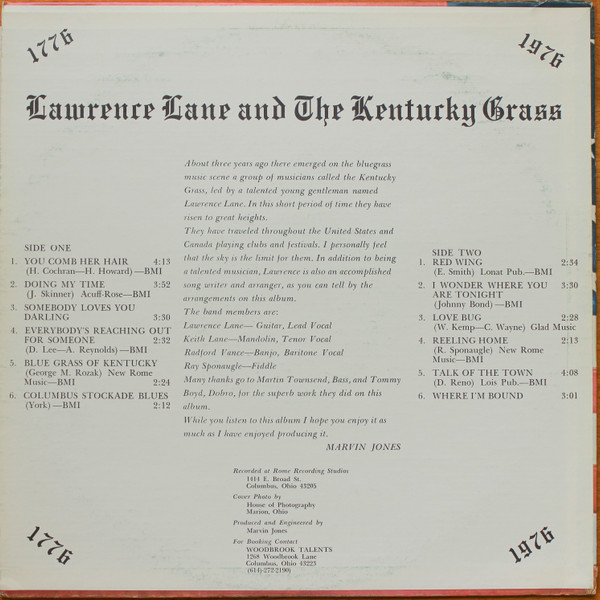 1776
1976
Lawrence Lane and The Kentucky Grass
About three years ago there emerged on the bluegrass
music scene a group of musicians called the Kentucky
Grass, led by a talented young gentleman named
Lawrence Lane. In this short period of time they have
risen to great heights.
They have traveled throughout the United States and
Canada playing clubs and festivals. I personally feel
that the sky is the limit for them. In addition to being
a talented musician, Lawrence is also an accomplished
song writer and arranger, as you can tell by the
arrangements on this album.
The band members are:
Lawrence Lane— Guitar, Lead Vocal
Keith Lane—Mandolin, Tenor Vocal
Radford Vance—Banjo, Baritone Vocal
Ray Sponaugle—Fiddle
Many thanks go to Martin Townsend, Bass, and Tommy
Boyd, Dobro, for the superb work they did on this
album.
While you listen to this album I hope you enjoy it as
much as I have enjoyed producing it.
MARVIN JONES
SIDE ONE
1. YOU COMB HER HAIR 4:13
(H. Cochran—H. Howard)—BMI
2. DOING MY TIME 3:52
(J. Skinner) Acuff-Rose—BMI
3. SOMEBODY LOVES YOU
DARLING 3:30
4. EVERYBODY'S REACHING OUT
FOR SOMEONE 2:32
(D. Lee—A. Reynolds)—BMI
5. BLUE GRASS OF KENTUCKY
(George M. Rozak) New Rome
Music—BMI 2:24
6. COLUMBUS STOCKADE BLUES
(York)—BMI 2:12
SIDE TWO
1. RED WING 2:34
(E. Smith) Lonat Pub.—BMI
2. I WONDER WHERE YOU 3:30
ARE TONIGHT
(Johnny Bond)—BMI
3. LOVE BUG 2:28
(W. Kemp—C. Wayne) Glad Music
4. REELING HOME 2:13
(R. Sponaugle) New Rome
Music—BMI
5. TALK OF THE TOWN 4:08
(D. Reno) Lois Pub.—BMI
6. WHERE I'M BOUND 3:01
Recorded at Rome Recording Studios
1414 E. Broad St.
Columbus, Ohio 43205
Cover Photo by
House of Photography
Marion, Ohio
Produced and Engineered by
Marvin Jones
For Booking Contact
WOODBROOK TALENTS
1268 Woodbrook Lane
Columbus, Ohio 43223
(614)-272-2190)
1776
1976